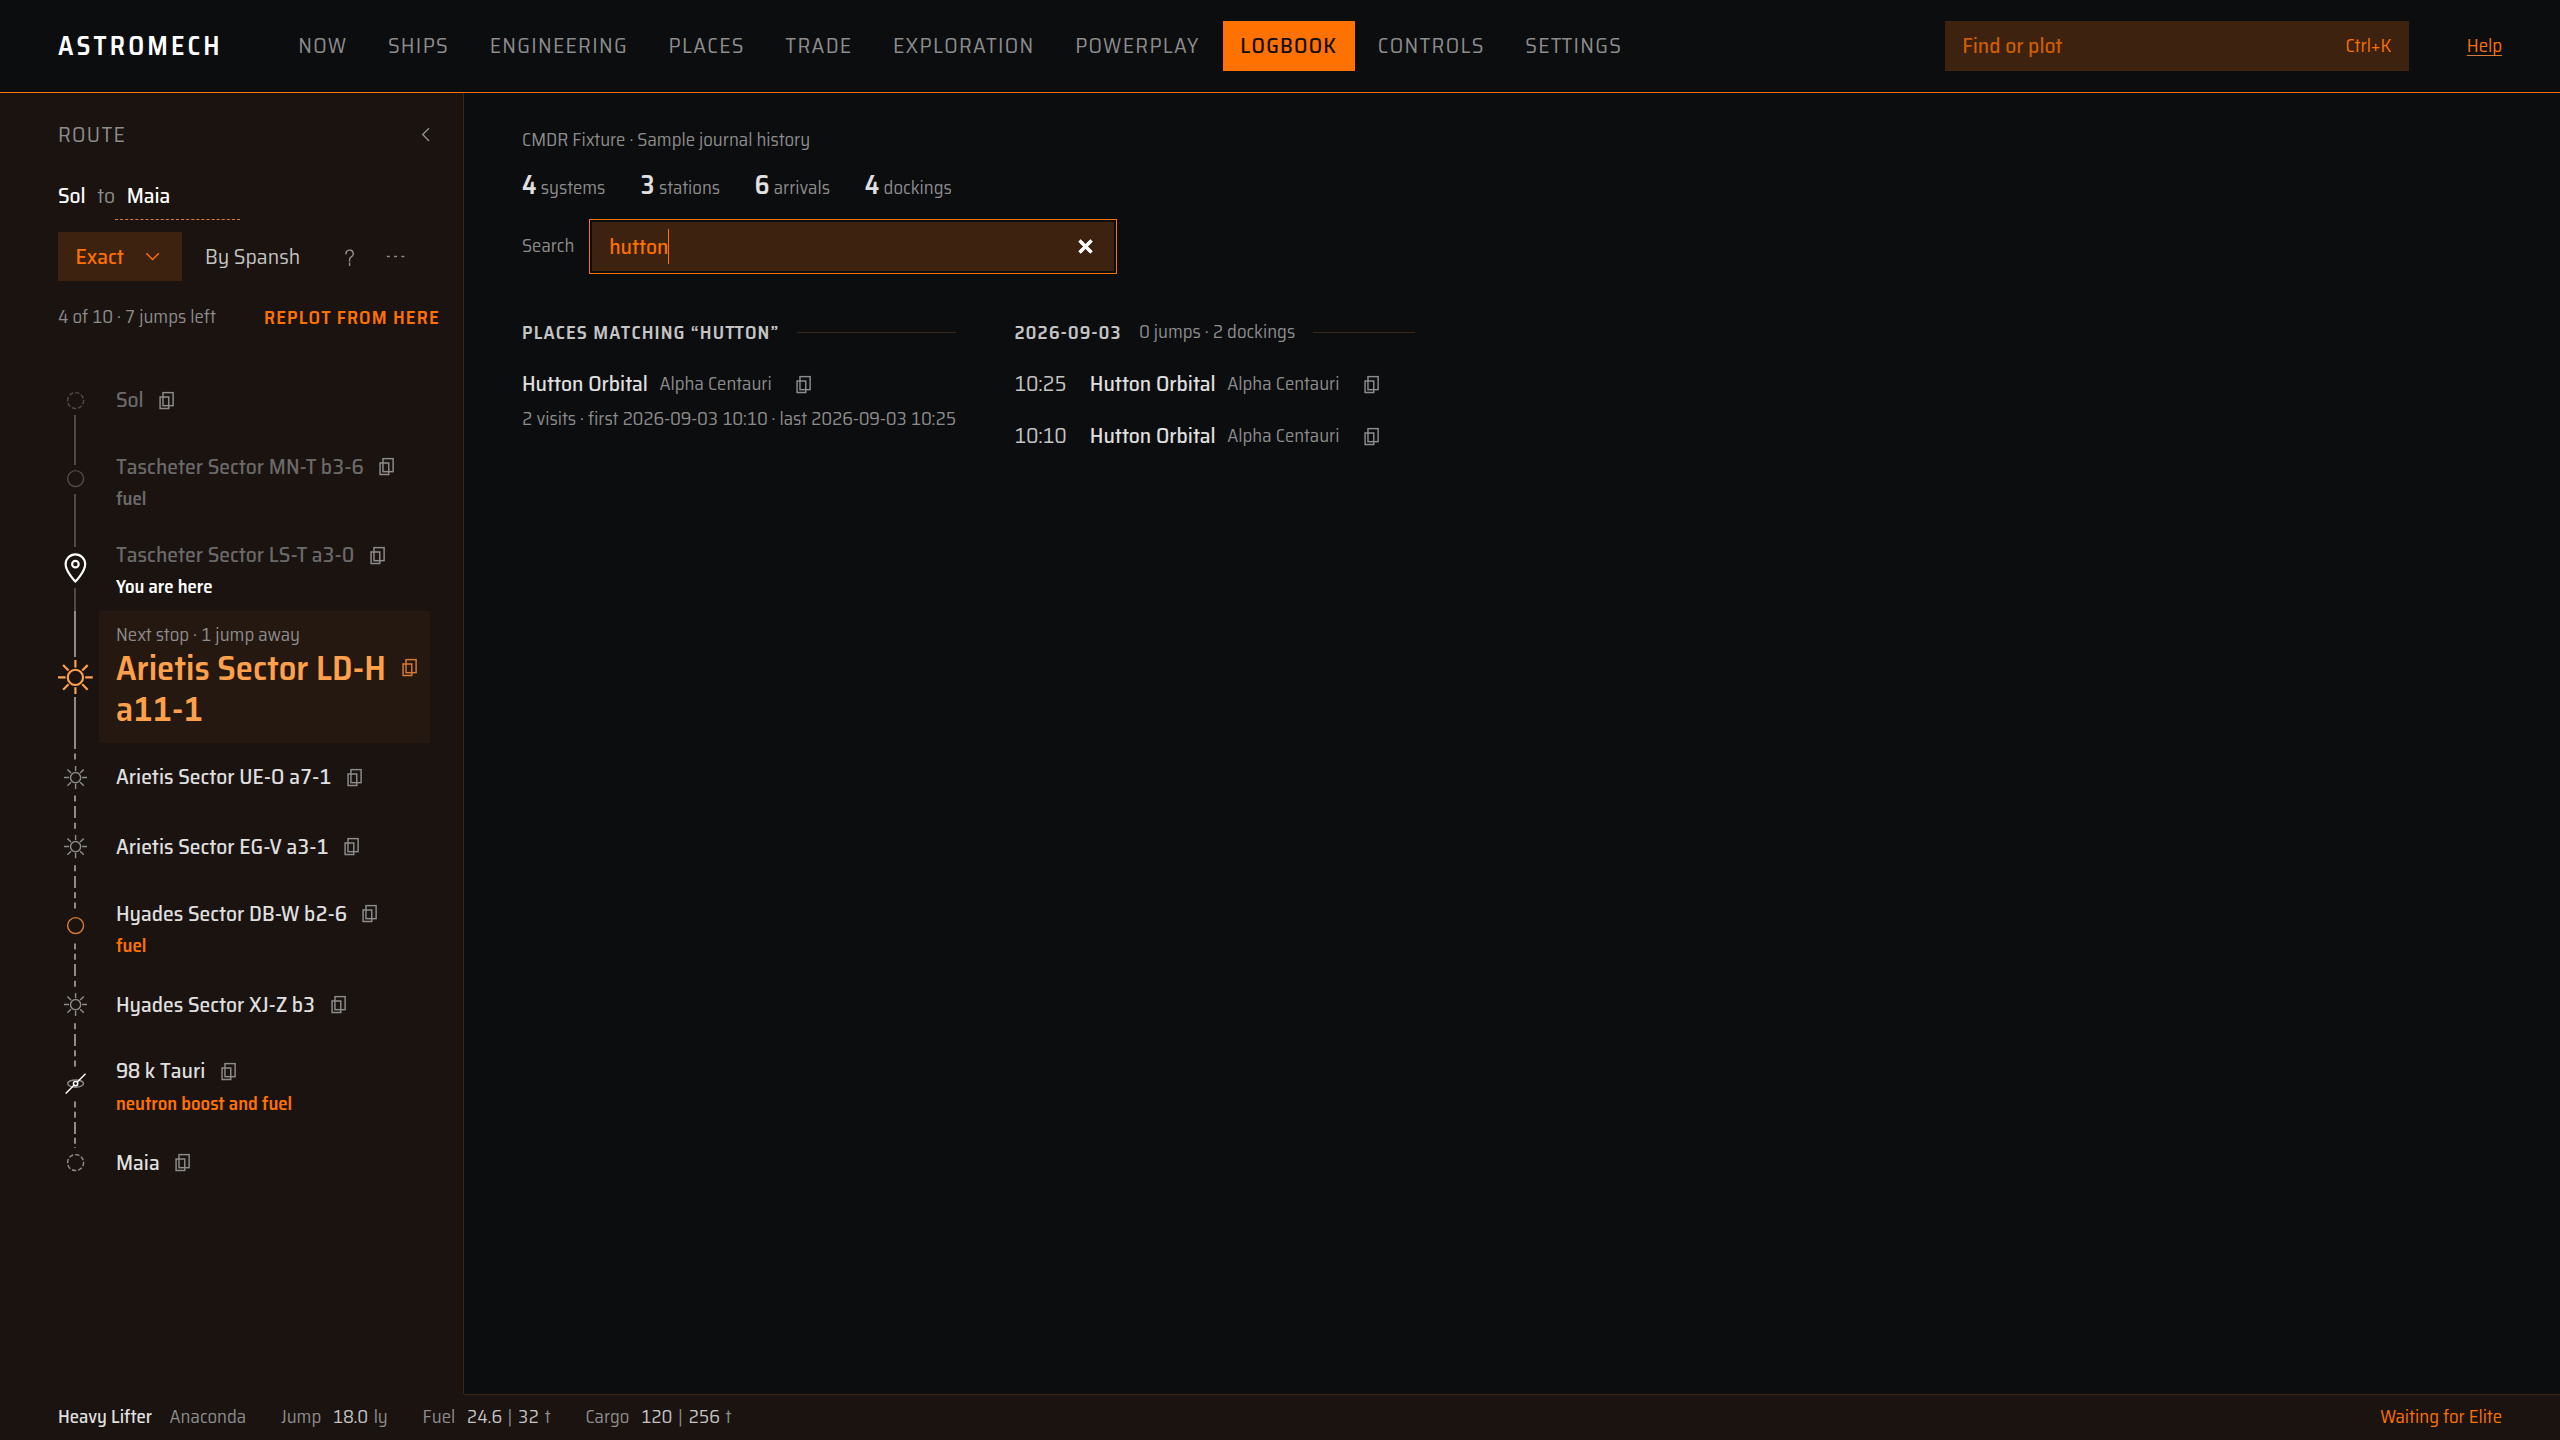 ASTROMECH NOW SHIPS ENGINEERING PLACES TRADE EXPLORATION POWERPLAY LOGBOOK CONTROLS SETTINGS Find or plot Ctrl+K Help
ROUTE
Sol to Maia
Exact By Spansh ? ---
4 of 10 · 7 jumps left REPLOT FROM HERE
Sol
Tascheter Sector MN-T b3-6
fuel
Tascheter Sector LS-T a3-0
You are here
Next stop · 1 jump away
Arietis Sector LD-H
a11-1
Arietis Sector UE-O a7-1
Arietis Sector EG-V a3-1
Hyades Sector DB-W b2-6
fuel
Hyades Sector XJ-Z b3
98 k Tauri
neutron boost and fuel
Maia
CMDR Fixture · Sample journal history
4 systems 3 stations 6 arrivals 4 dockings
Search hutton
PLACES MATCHING “HUTTON”
Hutton Orbital Alpha Centauri
2 visits · first 2026-09-03 10:10 · last 2026-09-03 10:25
2026-09-03 0 jumps · 2 dockings
10:25 Hutton Orbital Alpha Centauri
10:10 Hutton Orbital Alpha Centauri
Heavy Lifter Anaconda Jump 18.0 ly Fuel 24.6 | 32 t Cargo 120 | 256 t Waiting for Elite